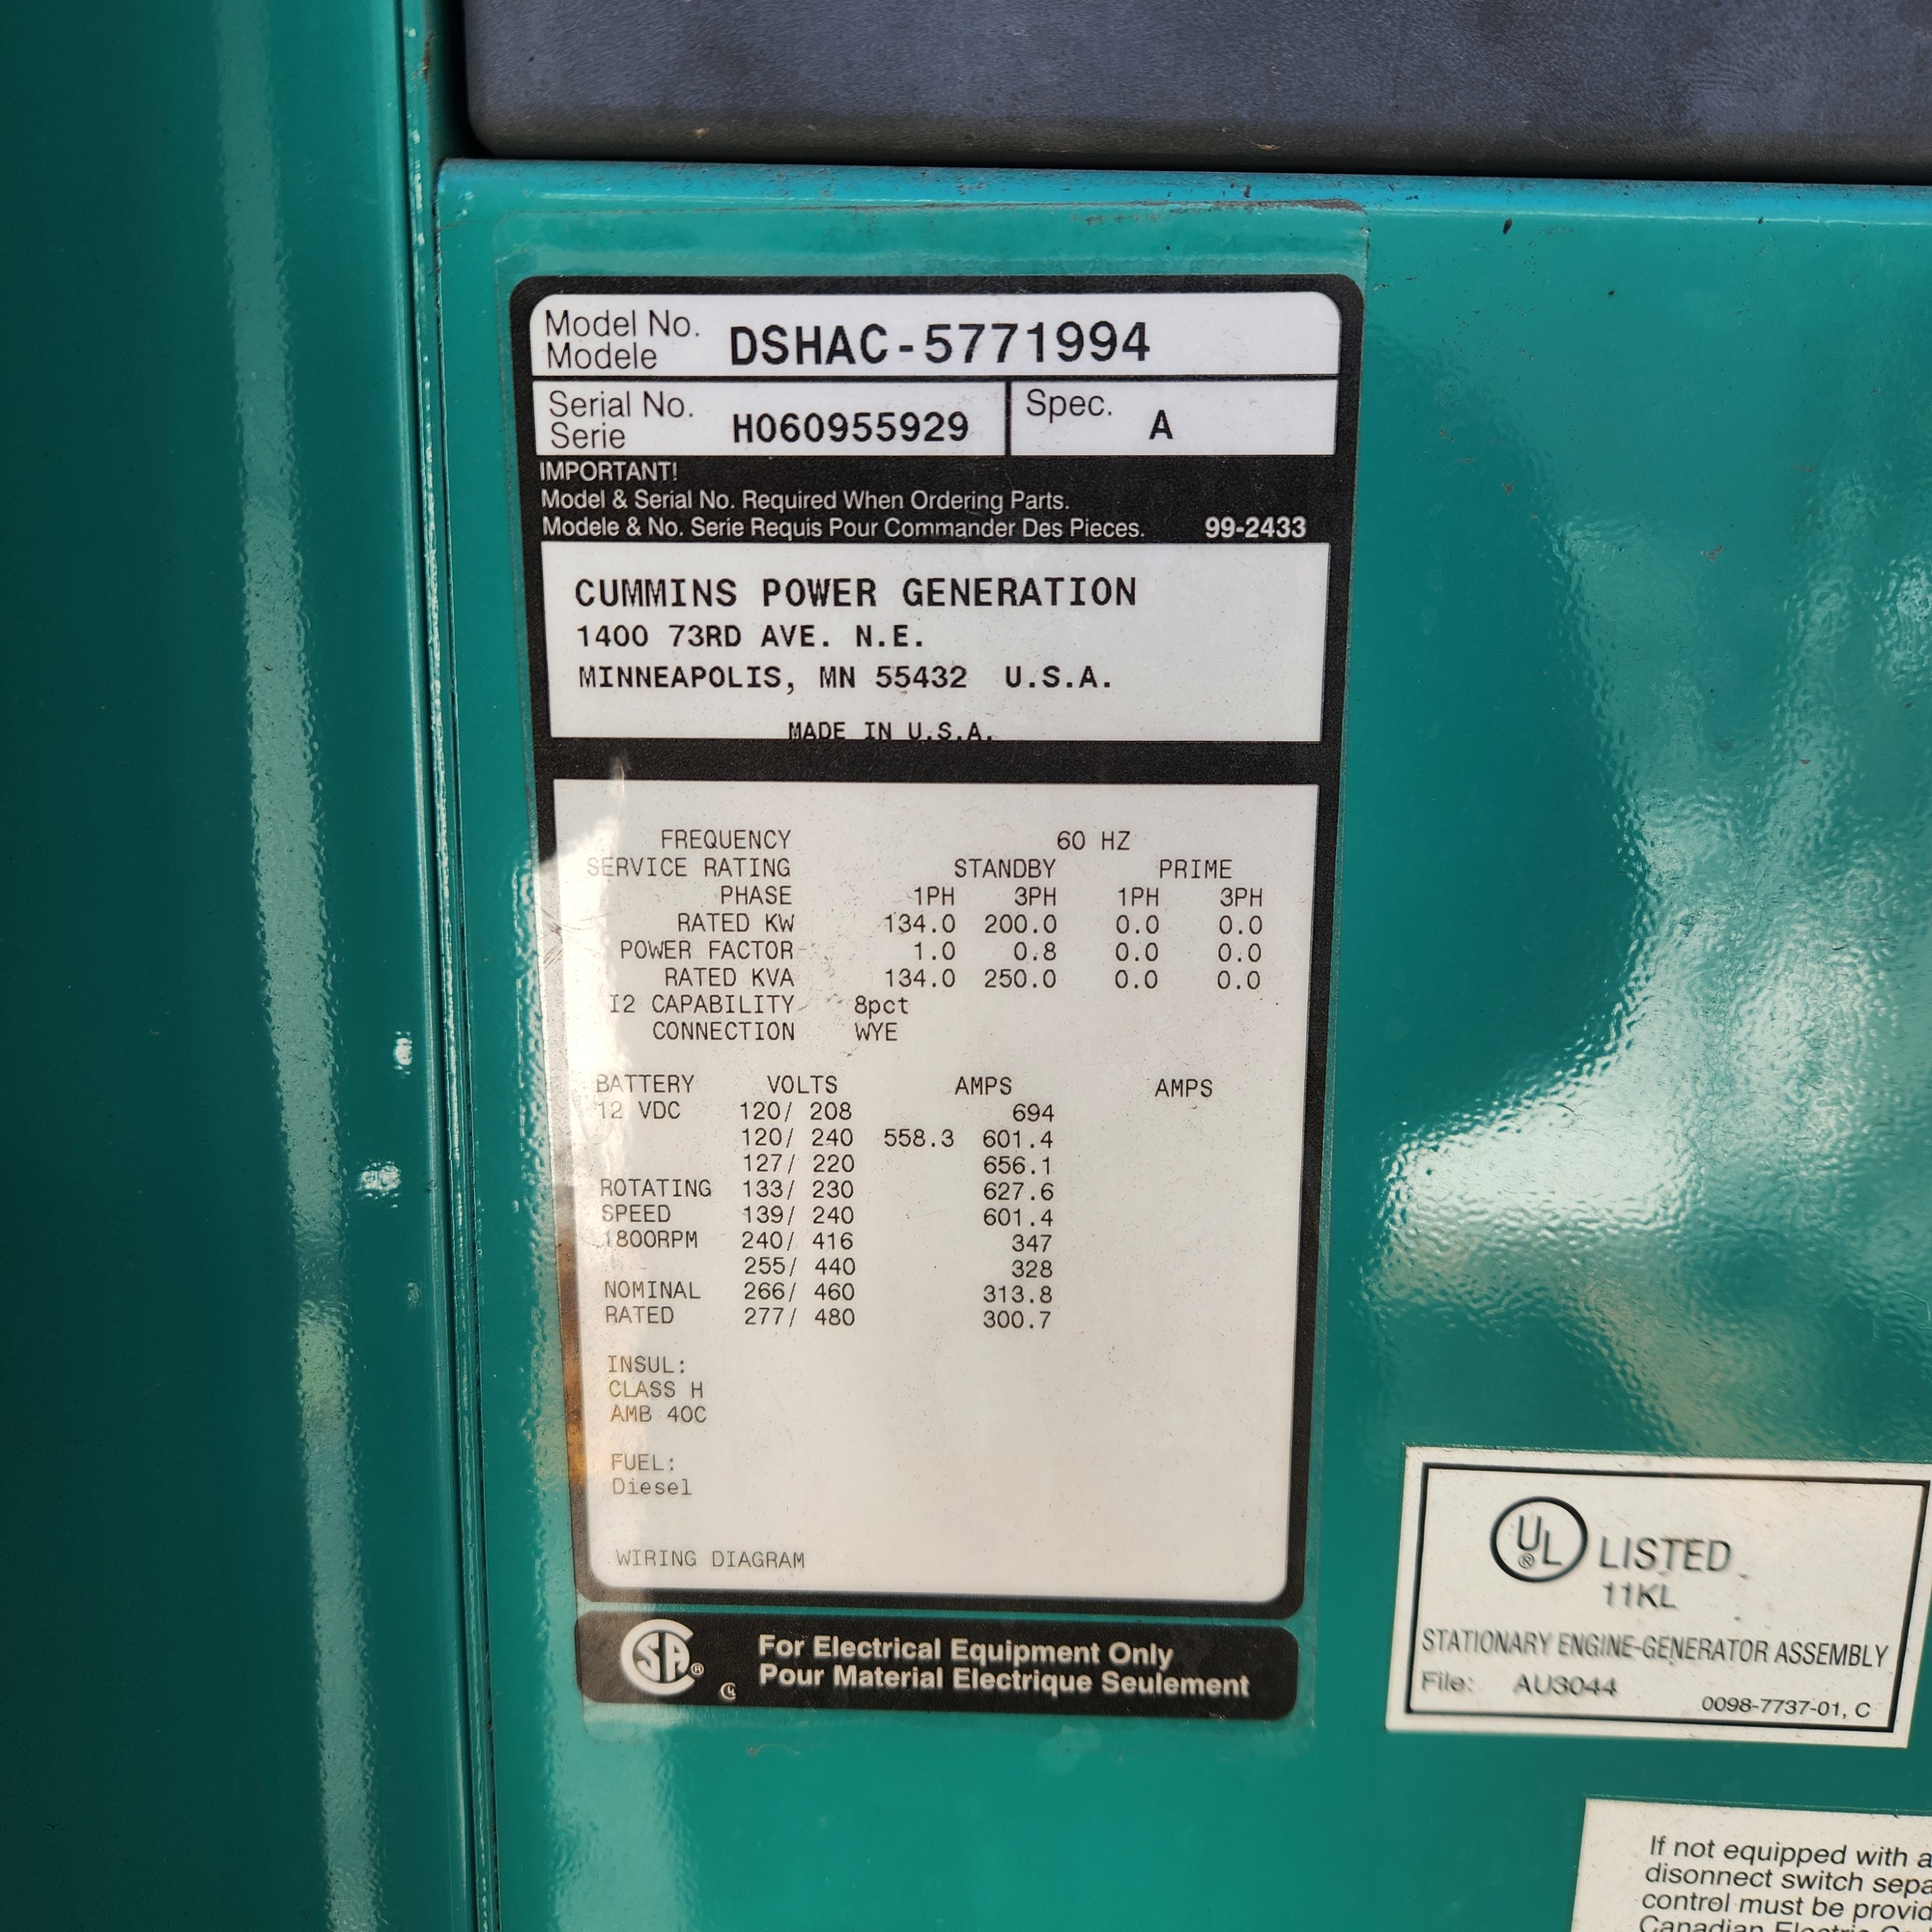 Model No.
Modele
DSHAC-5771994
Serial No.
Serie
H060955929
Spec.
A
IMPORTANT!
Model & Serial No. Required When Ordering Parts.
Modele & No. Serie Requis Pour Commander Des Pieces. 99-2433
CUMMINS POWER GENERATION
1400 73RD AVE. N.E.
MINNEAPOLIS, MN 55432 U.S.A.
MADE IN U.S.A.
FREQUENCY 60 HZ
SERVICE RATING STANDBY PRIME
PHASE 1PH 3PH 1PH 3PH
RATED KW 134.0 200.0 0.0 0.0
POWER FACTOR 1.0 0.8 0.0 0.0
RATED KVA 134.0 250.0 0.0 0.0
I2 CAPABILITY 8pct
CONNECTION WYE
BATTERY VOLTS AMPS AMPS
12 VDC 120/ 208 694
120/ 240 558.3 601.4
127/ 220 656.1
ROTATING 133/ 230 627.6
SPEED 139/ 240 601.4
1800RPM 240/ 416 347
255/ 440 328
NOMINAL 266/ 460 313.8
RATED 277/ 480 300.7
INSUL:
CLASS H
AMB 40C
FUEL:
Diesel
WIRING DIAGRAM
SA ®
For Electrical Equipment Only
Pour Material Electrique Seulement
UL ® LISTED
11KL
STATIONARY ENGINE-GENERATOR ASSEMBLY
File: AU3044 0098-7737-01, C
If not equipped with a
disonnect switch sepa
control must be provid
Canadian Electric